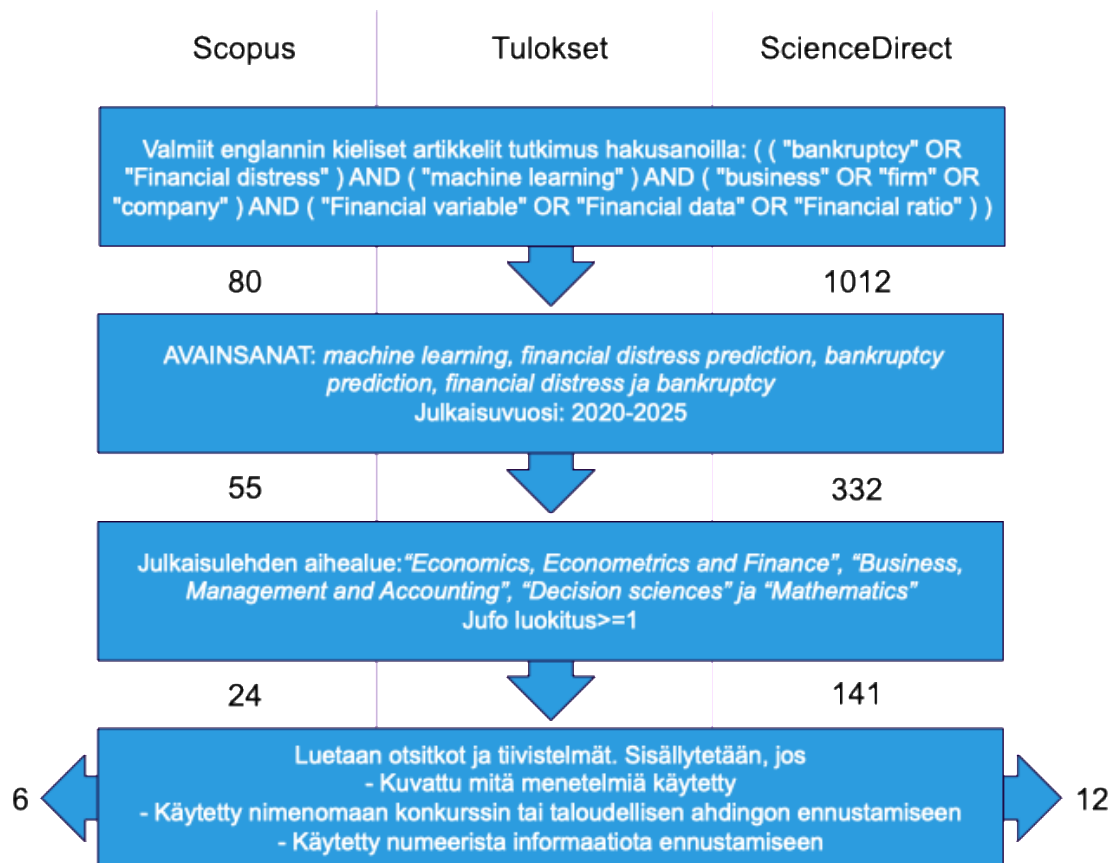 Scopus
Tulokset
ScienceDirect
Valmiit englannin kieliset artikkelit tutkimus hakusanoilla: ( ( "bankruptcy" OR
"Financial distress" ) AND ( "machine learning" ) AND ( "business" OR "firm" OR
"company" ) AND ( "Financial variable" OR "Financial data" OR "Financial ratio" ) )
80
1012
AVAINSANAT: machine learning, financial distress prediction, bankruptcy
prediction, financial distress ja bankruptcy
Julkaisuvuosi: 2020-2025
55
332
Julkaisulehden aihealue:“Economics, Econometrics and Finance”, “Business,
Management and Accounting”, “Decision sciences” ja “Mathematics”
Jufo luokitus>=1
24
141
Luetaan otsitkot ja tiivistelmät. Sisällytetään, jos
- Kuvattu mitä menetelmiä käytetty
- Käytetty nimenomaan konkurssin tai taloudellisen ahdingon ennustamiseen
- Käytetty numeerista informaatiota ennustamiseen
6
12